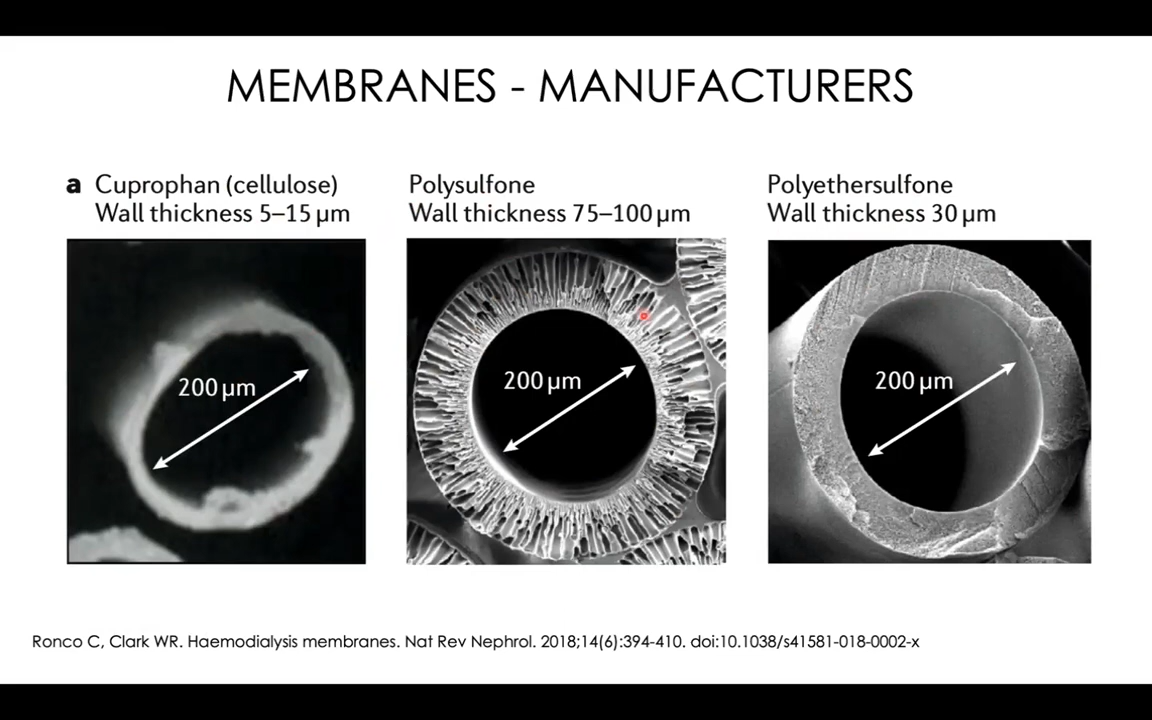 MEMBRANES - MANUFACTURERS
a Cuprophan (cellulose)
Wall thickness 5–15 µm
Polysulfone
Wall thickness 75–100 µm
Polyethersulfone
Wall thickness 30 µm
200 µm
200 µm
200 µm
Ronco C, Clark WR. Haemodialysis membranes. Nat Rev Nephrol. 2018;14(6):394-410. doi:10.1038/s41581-018-0002-x